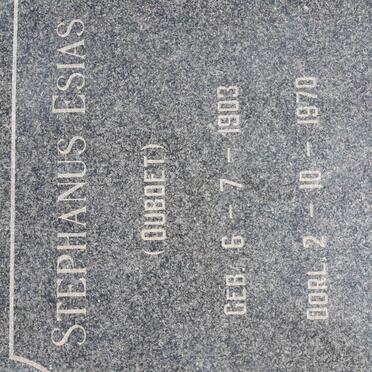 STEPHANUS ESIAS
(OUBOET)
GEB. 6 - 7 - 1903
OORL. 2 - 10 - 1970